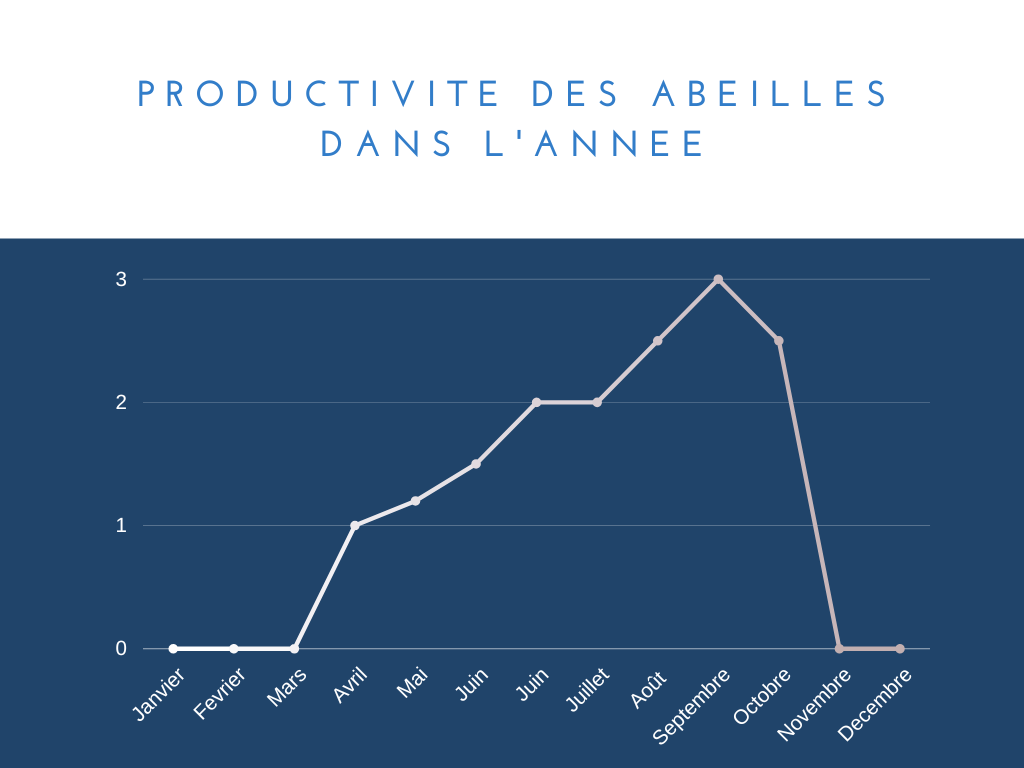 PRODUCTIVITE DES ABEILLES
DANS L'ANNEE
3
2
1
0
Janvier
Fevrier
Mars
Avril
Mai
Juin
Juin
Juillet
Août
Septembre
Octobre
Novembre
Decembre